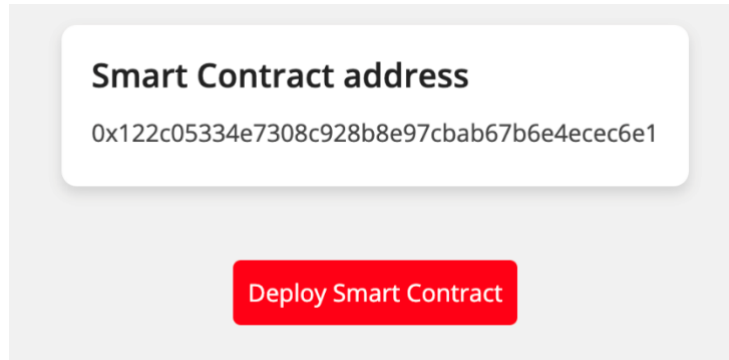 Smart Contract address
0x122c05334e7308c928b8e97cbab67b6e4ecec6e1
Deploy Smart Contract